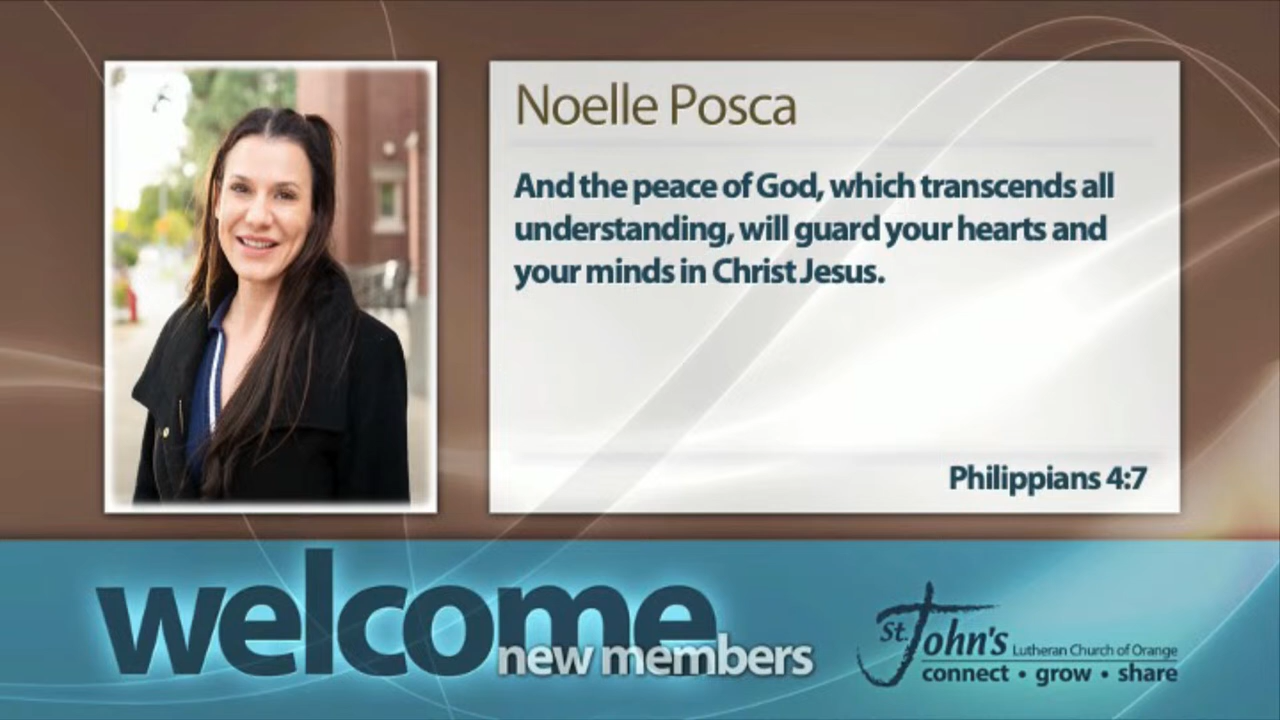 Noelle Posca
And the peace of God, which transcends all
understanding, will guard your hearts and
your minds in Christ Jesus.
Philippians 4:7
welcome
new members
St. John's
Lutheran Church of Orange
connect • grow • share